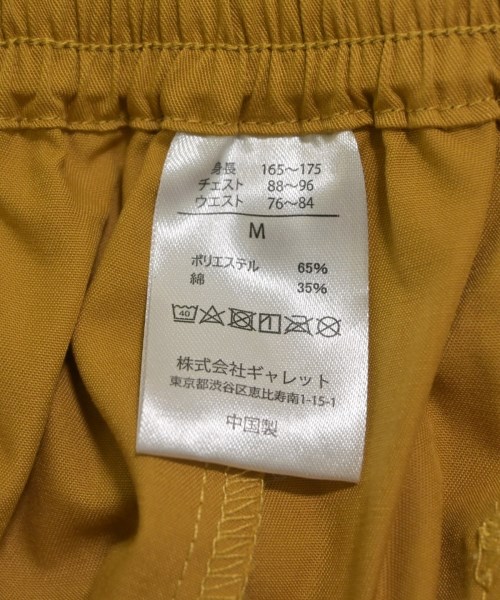 身長 165～175
チェスト 88～96
ウエスト 76～84
M
ポリエステル 65%
綿 35%
40
株式会社ギャレット
東京都渋谷区恵比寿南1-15-1
中国製